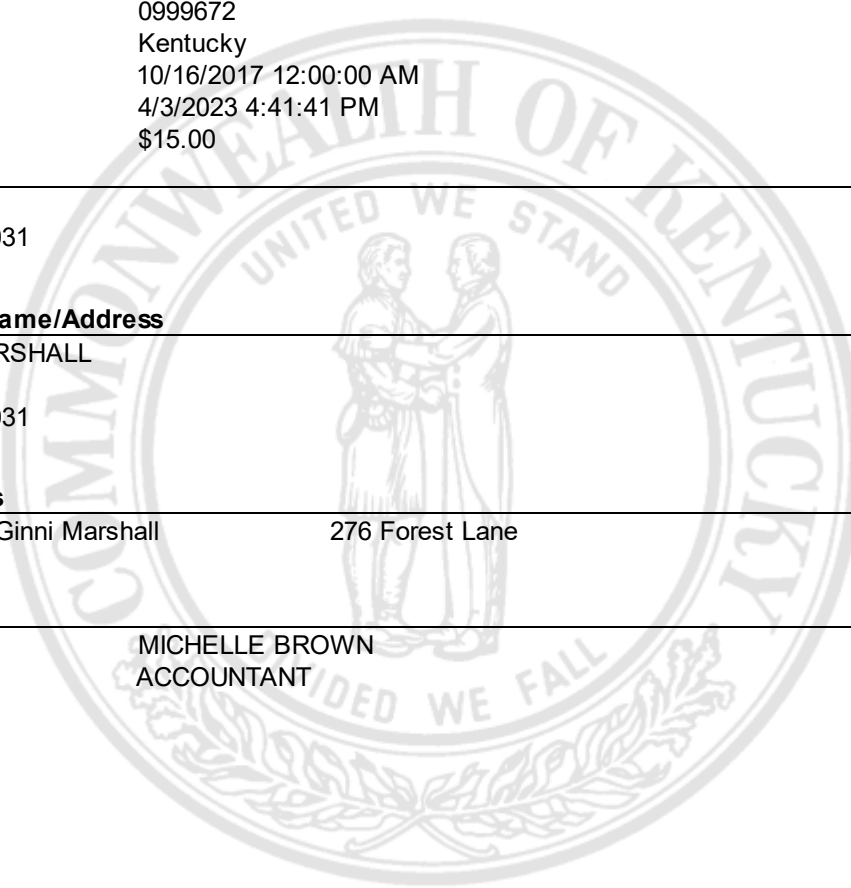 0999672
Kentucky
10/16/2017 12:00:00 AM
4/3/2023 4:41:41 PM
$15.00
COMMONWEALTH OF KENTUCKY
UNITED WE STAND
031
ame/Address
RSHALL
031
s
Ginni Marshall 276 Forest Lane
MICHELLE BROWN
ACCOUNTANT
IDED WE FALL